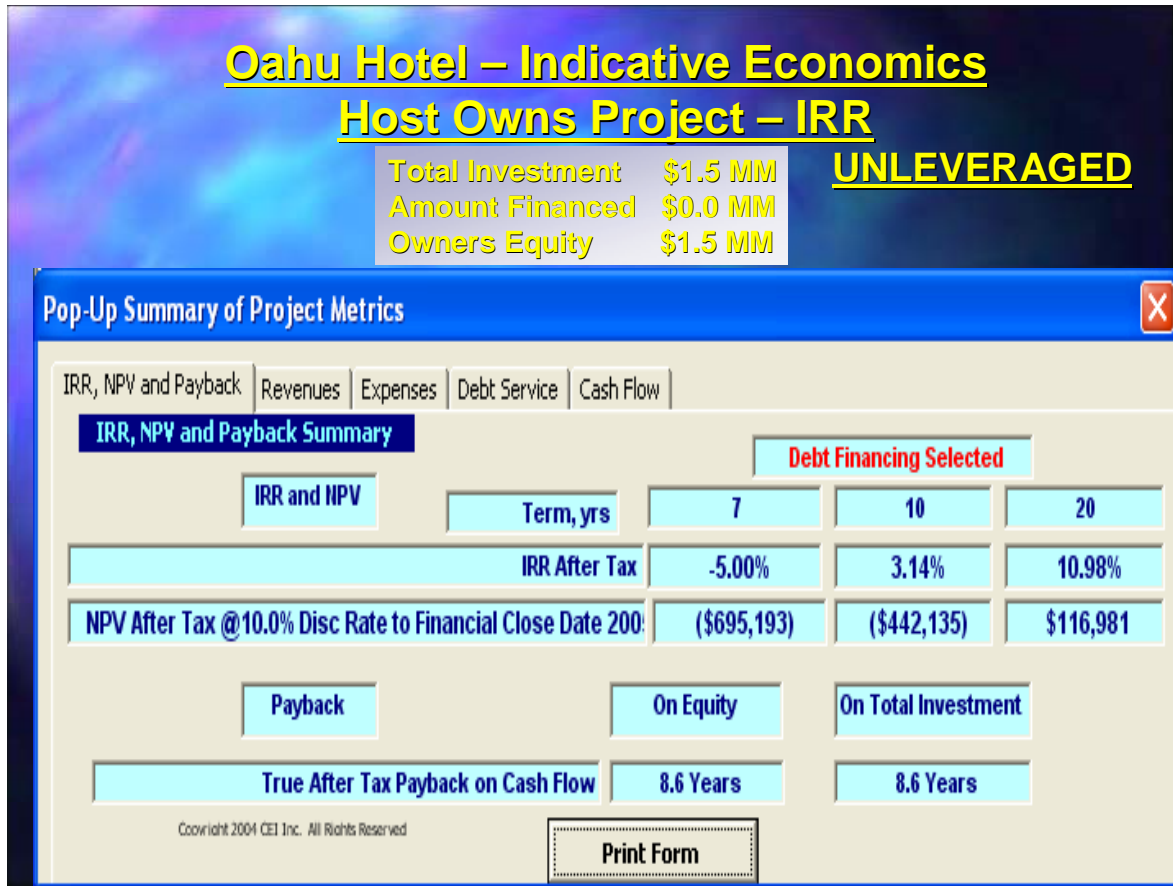 Oahu Hotel – Indicative Economics
Host Owns Project – IRR
UNLEVERAGED
Total Investment $1.5 MM
Amount Financed $0.0 MM
Owners Equity $1.5 MM
Pop-Up Summary of Project Metrics
IRR, NPV and Payback Revenues Expenses Debt Service Cash Flow
IRR, NPV and Payback Summary
Debt Financing Selected
IRR and NPV
Term, yrs 7 10 20
IRR After Tax -5.00% 3.14% 10.98%
NPV After Tax @10.0% Disc Rate to Financial Close Date 200 ($695,193) ($442,135) $116,981
Payback On Equity On Total Investment
True After Tax Payback on Cash Flow 8.6 Years 8.6 Years
Copyright 2004 CEI Inc. All Rights Reserved
Print Form